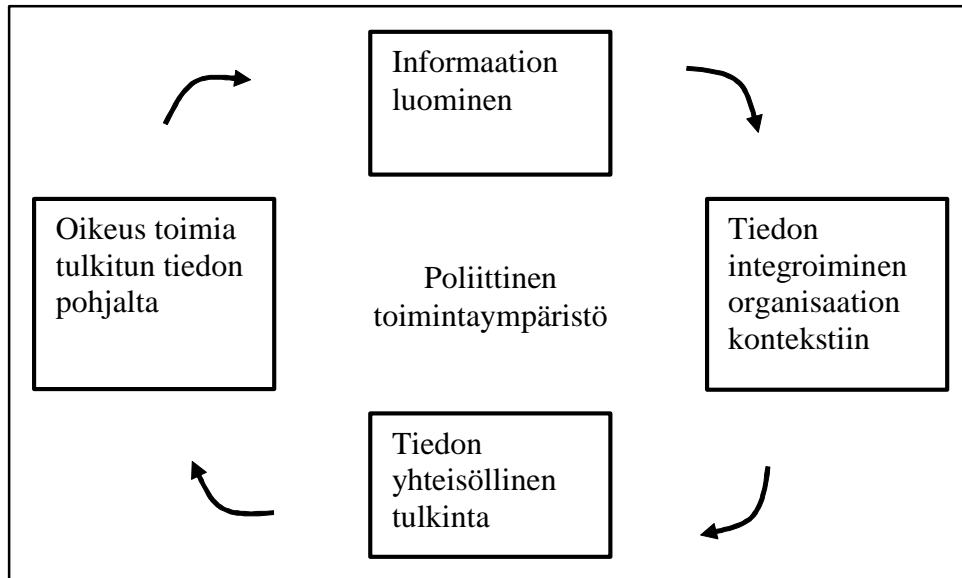 Informaation
luominen
Oikeus toimia
tulkitun tiedon
pohjalta
Poliittinen
toimintaympäristö
Tiedon
integroiminen
organisaation
kontekstiin
Tiedon
yhteisöllinen
tulkinta